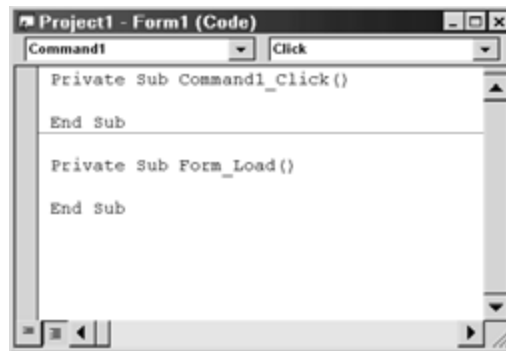 Project1 - Form1 (Code)
Command1 Click
Private Sub Command1_Click()
End Sub
Private Sub Form_Load()
End Sub